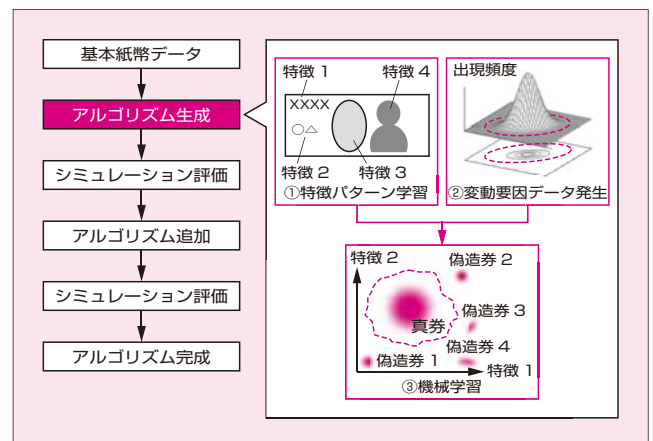 基本紙幣データ
アルゴリズム生成
シミュレーション評価
アルゴリズム追加
シミュレーション評価
アルゴリズム完成
特徴 1
特徴 4
XXXX
○△
特徴 2
特徴 3
①特徴パターン学習
出現頻度
②変動要因データ発生
特徴 2
偽造券 2
偽造券 3
真券
偽造券 4
偽造券 1
特徴 1
③機械学習